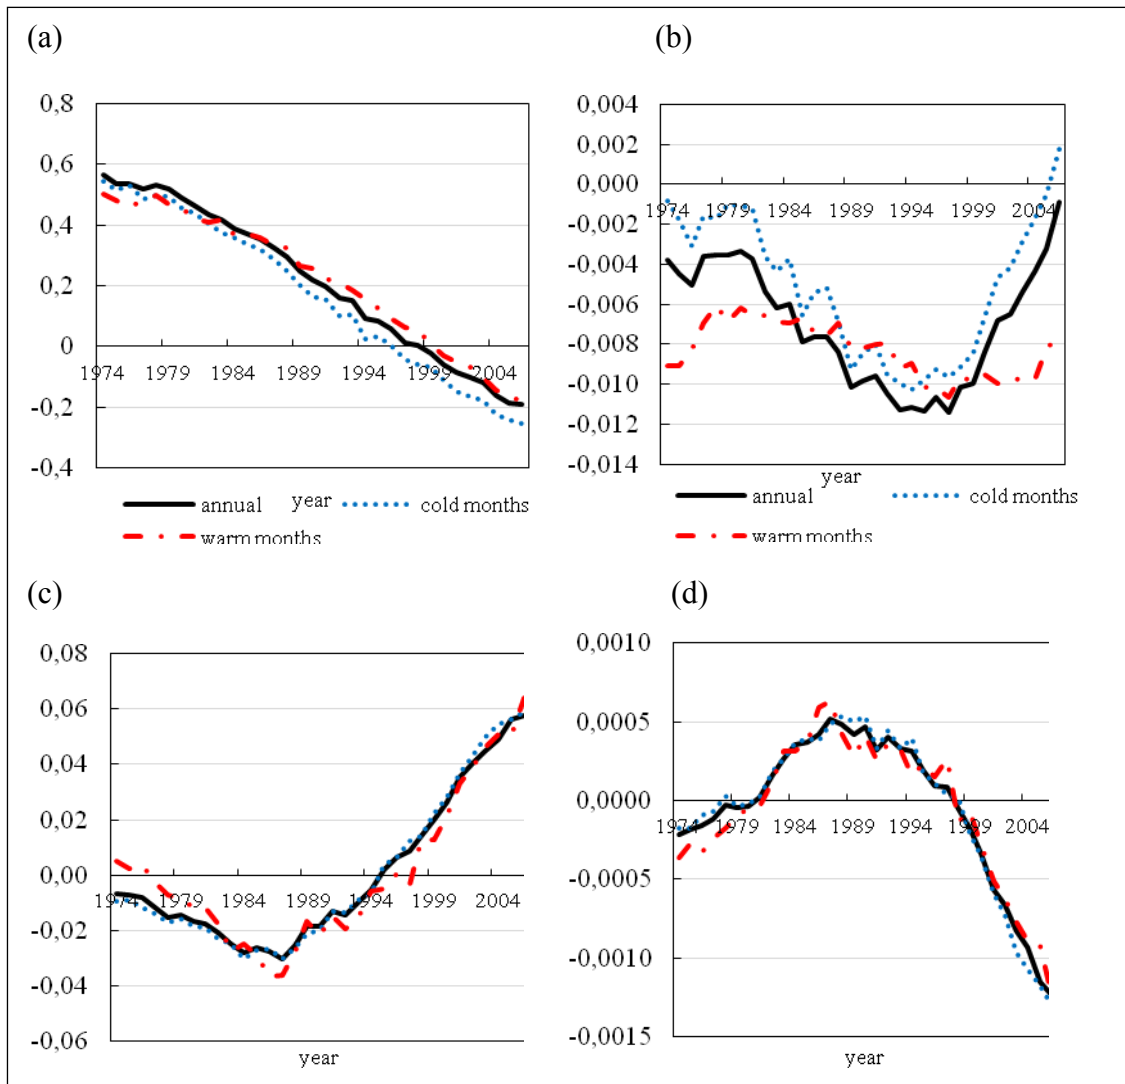 (a)
0,8
0,6
0,4
0,2
0
-0,2
-0,4
1974 1979 1984 1989 1994 1999 2004
year
annual cold months
warm months
(b)
0,004
0,002
0,000
-0,002
-0,004
-0,006
-0,008
-0,010
-0,012
-0,014
1974 1979 1984 1989 1994 1999 2004
year
annual cold months
warm months
(c)
0,08
0,06
0,04
0,02
0,00
-0,02
-0,04
-0,06
1974 1979 1984 1989 1994 1999 2004
year
(d)
0,0010
0,0005
0,0000
-0,0005
-0,0010
-0,0015
1974 1979 1984 1989 1994 1999 2004
year